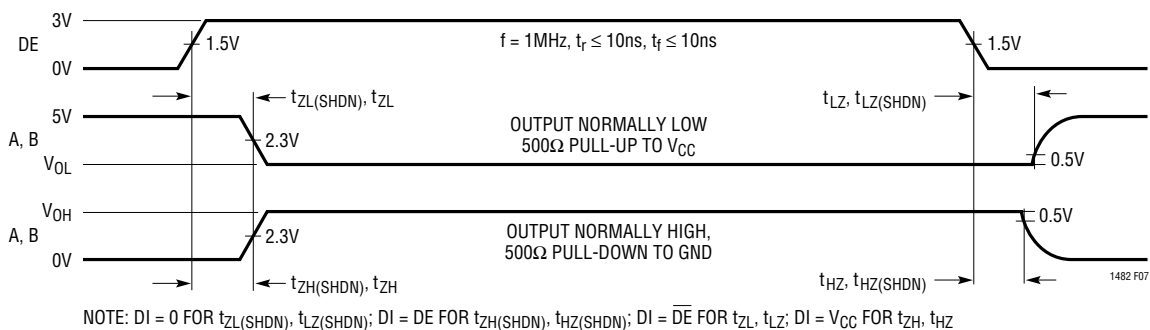 3V
DE
0V
1.5V
f = 1MHz, tr ≤ 10ns, tf ≤ 10ns
1.5V
tZL(SHDN), tZL
tLZ, tLZ(SHDN)
5V
A, B
VOL
2.3V
OUTPUT NORMALLY LOW
500Ω PULL-UP TO VCC
0.5V
VOH
A, B
0V
2.3V
OUTPUT NORMALLY HIGH,
500Ω PULL-DOWN TO GND
0.5V
tZH(SHDN), tZH
tHZ, tHZ(SHDN)
1482 F07
NOTE: DI = 0 FOR tZL(SHDN), tLZ(SHDN); DI = DE FOR tZH(SHDN), tHZ(SHDN); DI = D̅E̅ FOR tZL, tLZ; DI = VCC FOR tZH, tHZ